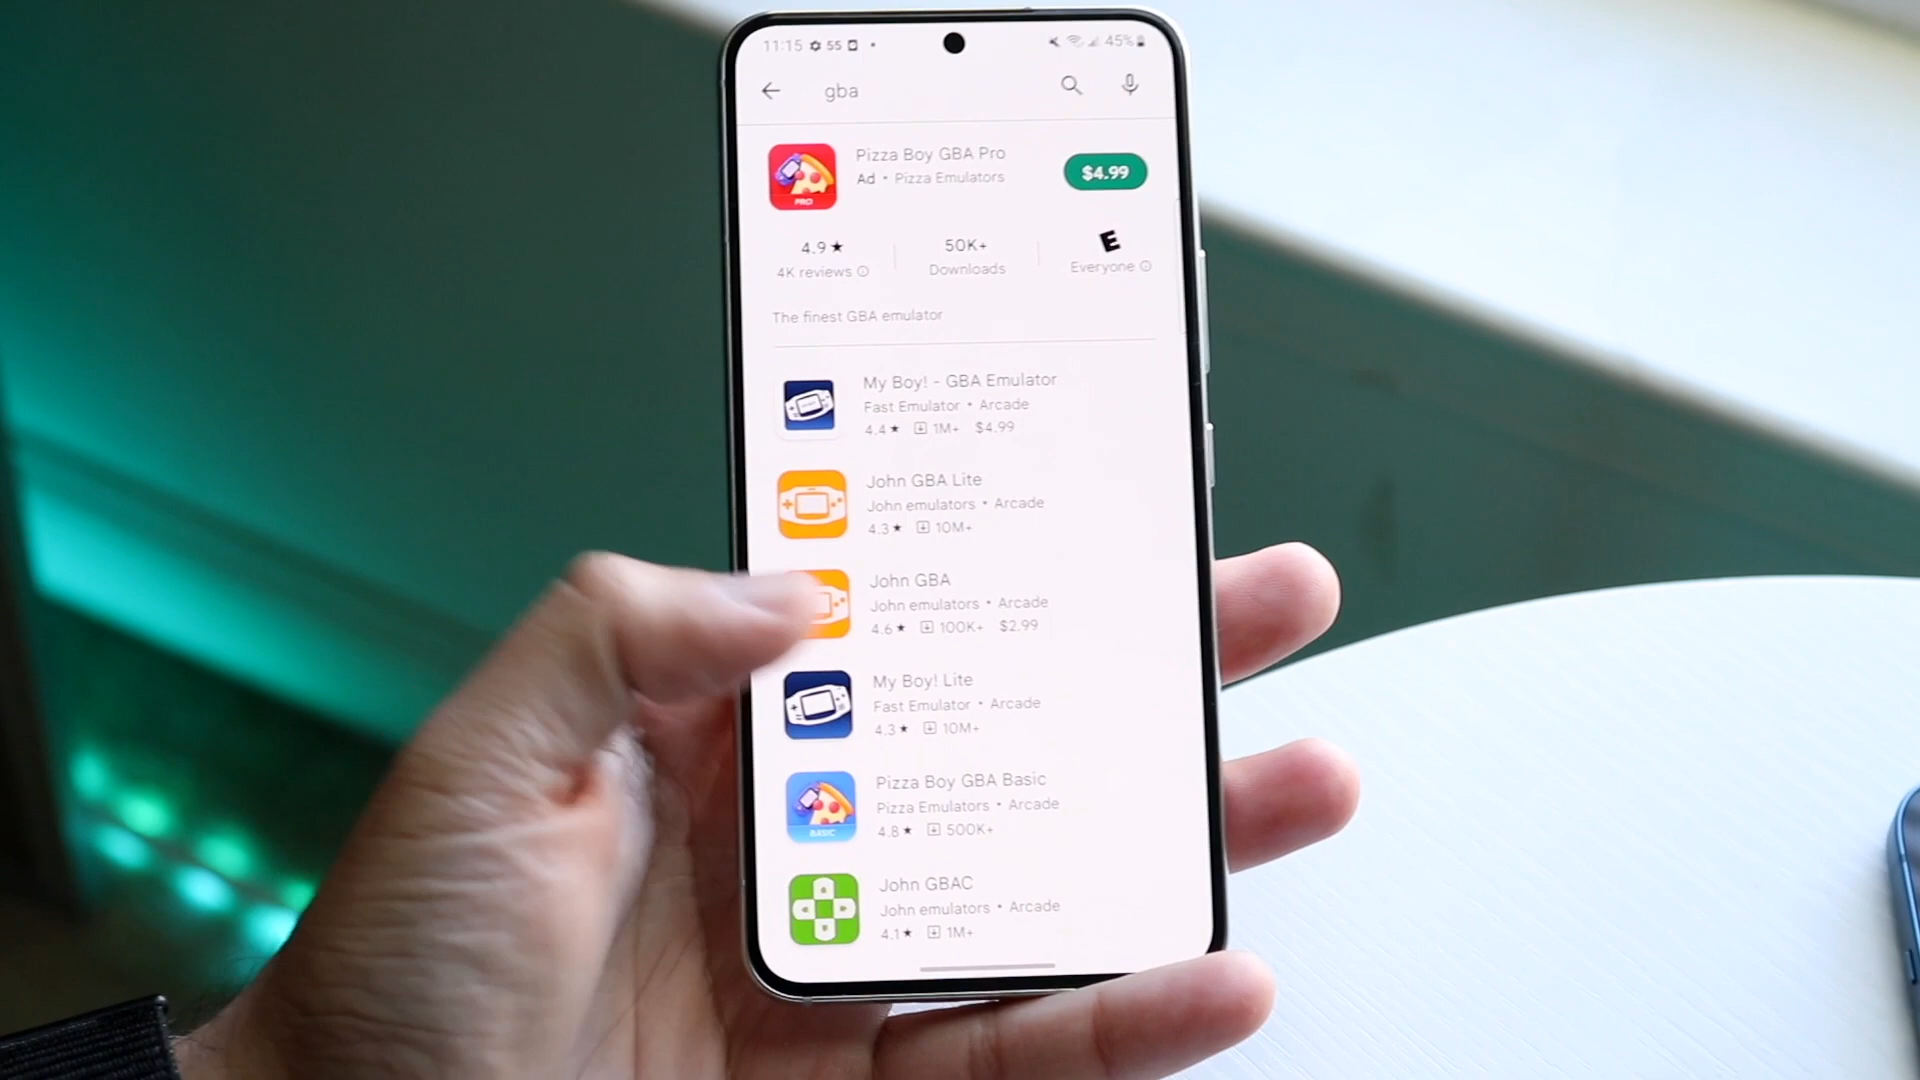 11:15 55 45%
gba
Pizza Boy GBA Pro
Ad • Pizza Emulators
$4.99
PRO
4.9★ 50K+ E
4K reviews Downloads Everyone
The finest GBA emulator
My Boy! - GBA Emulator
Fast Emulator • Arcade
4.4★ 1M+ $4.99
John GBA Lite
John emulators • Arcade
4.3★ 10M+
John GBA
John emulators • Arcade
4.6★ 100K+ $2.99
My Boy! Lite
Fast Emulator • Arcade
4.3★ 10M+
Pizza Boy GBA Basic
Pizza Emulators • Arcade
BASIC
4.8★ 500K+
John GBAC
John emulators • Arcade
4.1★ 1M+